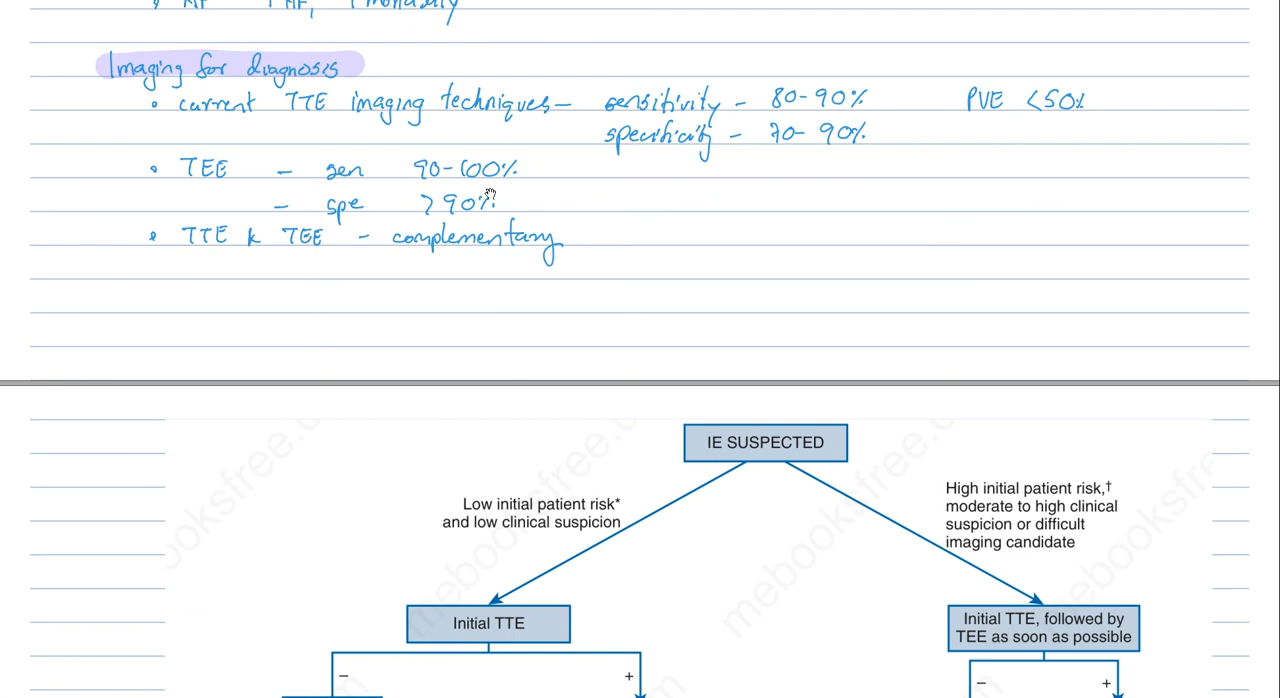 Imaging for diagnosis
• current TTE imaging techniques – sensitivity – 80-90% PVE <50%
specificity – 70-90%
• TEE – sen 90-100%
– spe >90%
• TTE & TEE – complementary
IE SUSPECTED
Low initial patient risk*
and low clinical suspicion
High initial patient risk,†
moderate to high clinical
suspicion or difficult
imaging candidate
Initial TTE
Initial TTE, followed by
TEE as soon as possible
– + – +